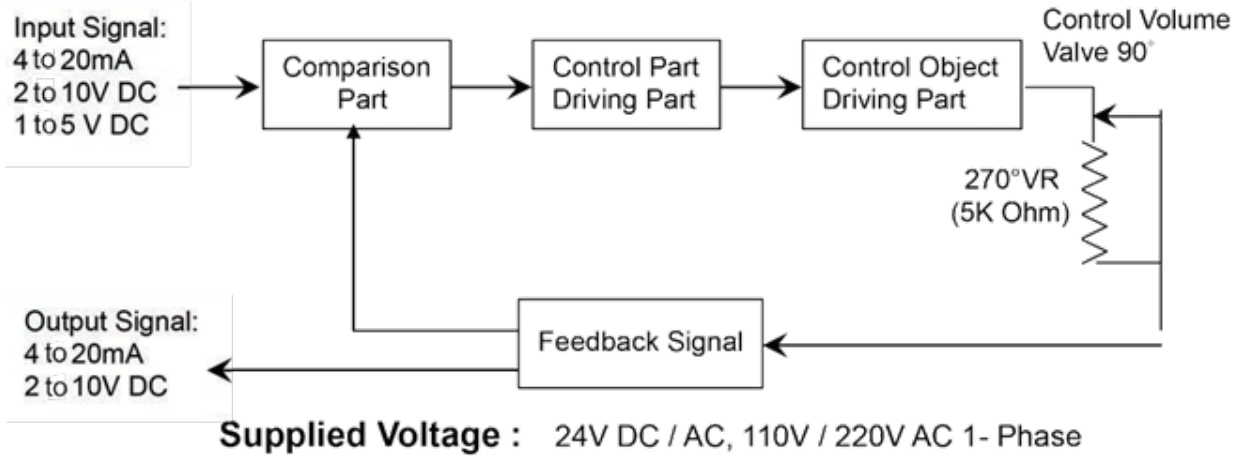 Input Signal:
4 to 20mA
2 to 10V DC
1 to 5 V DC
Comparison
Part
Control Part
Driving Part
Control Object
Driving Part
Control Volume
Valve 90°
270°VR
(5K Ohm)
Output Signal:
4 to 20mA
2 to 10V DC
Feedback Signal
Supplied Voltage : 24V DC / AC, 110V / 220V AC 1- Phase